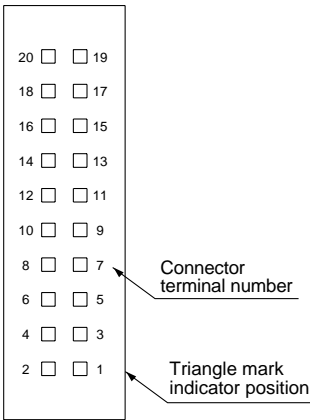 20 19
18 17
16 15
14 13
12 11
10 9
8 7
6 5
4 3
2 1
Connector
terminal number
Triangle mark
indicator position